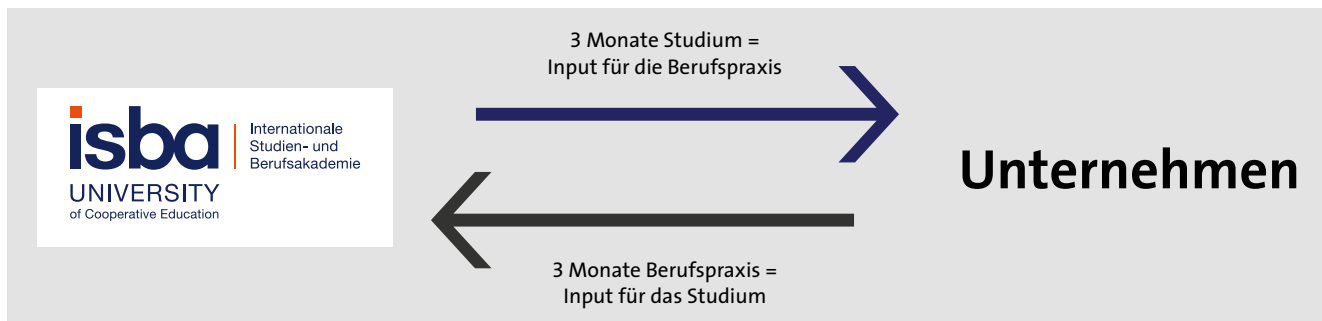 3 Monate Studium =
Input für die Berufspraxis
isba
UNIVERSITY
of Cooperative Education
Internationale
Studien- und
Berufsakademie
Unternehmen
3 Monate Berufspraxis =
Input für das Studium